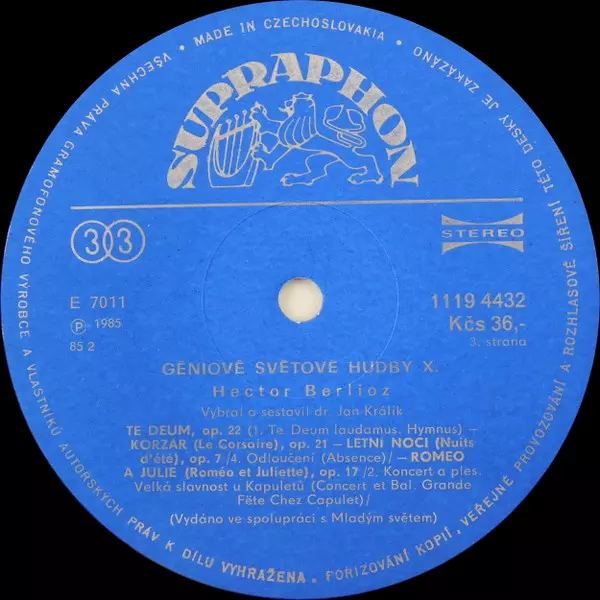 MADE IN CZECHOSLOVAKIA • VŠECHNA PRÁVA GRAMOFONOVÉHO VÝROBCE A VLASTNÍKŮ AUTORSKÝCH PRÁV K DÍLU VYHRAŽENA. POŘIZOVÁNÍ KOPIÍ, VEŘEJNÉ PROVOZOVÁNÍ A ROZHLASOVÉ ŠÍŘENÍ TÉTO DESKY JE ZAKÁZÁNO •
SUPRAPHON
33
STEREO
E 7011
1119 4432
℗ 1985
Kčs 36,-
85 2
3. strana
GÉNIOVÉ SVĚTOVÉ HUDBY X.
Hector Berlioz
Vybral a sestavil dr. Jan Králík
TE DEUM, op. 22 (1. Te Deum laudamus. Hymnus) –
KORZÁR (Le Corsaire), op. 21 – LETNÍ NOCI (Nuits
d'été), op. 7 /4. Odloučení (Absence)/ – ROMEO
A JULIE (Roméo et Juliette), op. 17 /2. Koncert a ples.
Velká slavnost u Kapuletů (Concert et Bal. Grande
Fête Chez Capulet)/
(Vydáno ve spolupráci s Mladým světem)